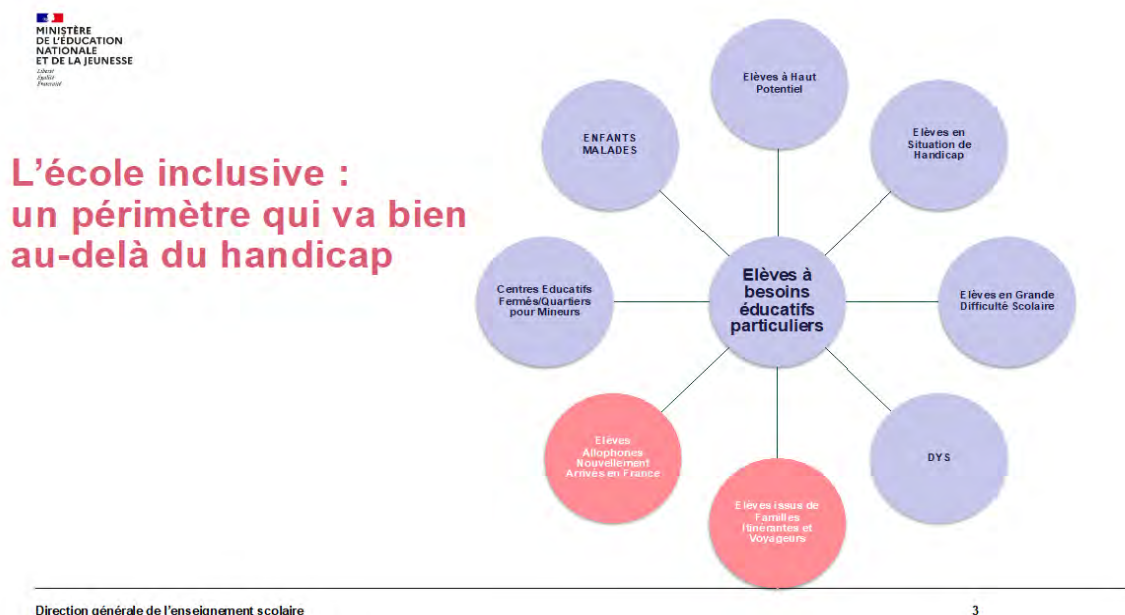 MINISTÈRE
DE L'ÉDUCATION
NATIONALE
ET DE LA JEUNESSE
Liberté
Égalité
Fraternité
L'école inclusive :
un périmètre qui va bien
au-delà du handicap
Elèves à Haut
Potentiel
Elèves en
Situation de
Handicap
Elèves en Grande
Difficulté Scolaire
DYS
Elèves issus de
Familles
Itinérantes et
Voyageurs
Elèves
Allophones
Nouvellement
Arrivés en France
Centres Educatifs
Fermés/Quartiers
pour Mineurs
ENFANTS
MALADES
Elèves à
besoins
éducatifs
particuliers
Direction générale de l'enseignement scolaire
3